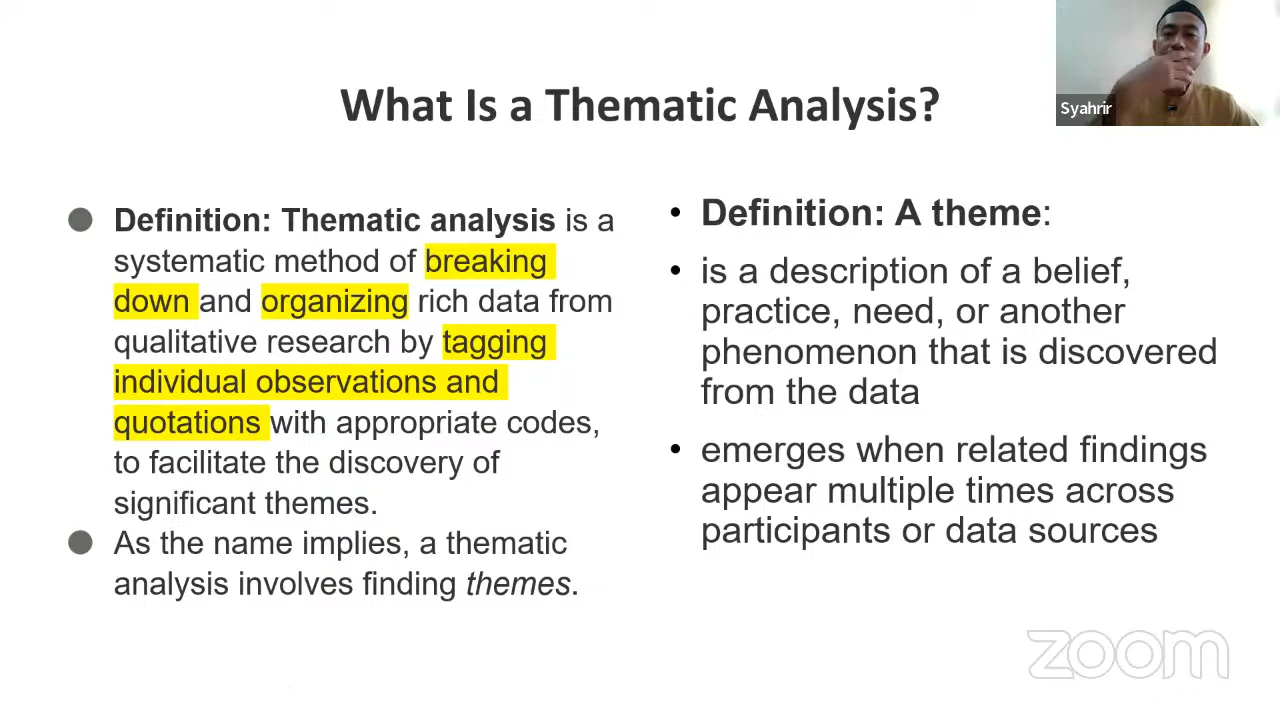 What Is a Thematic Analysis?
Syahrir
Definition: Thematic analysis is a
systematic method of breaking
down and organizing rich data from
qualitative research by tagging
individual observations and
quotations with appropriate codes,
to facilitate the discovery of
significant themes.
As the name implies, a thematic
analysis involves finding themes.
Definition: A theme:
is a description of a belief,
practice, need, or another
phenomenon that is discovered
from the data
emerges when related findings
appear multiple times across
participants or data sources
zoom